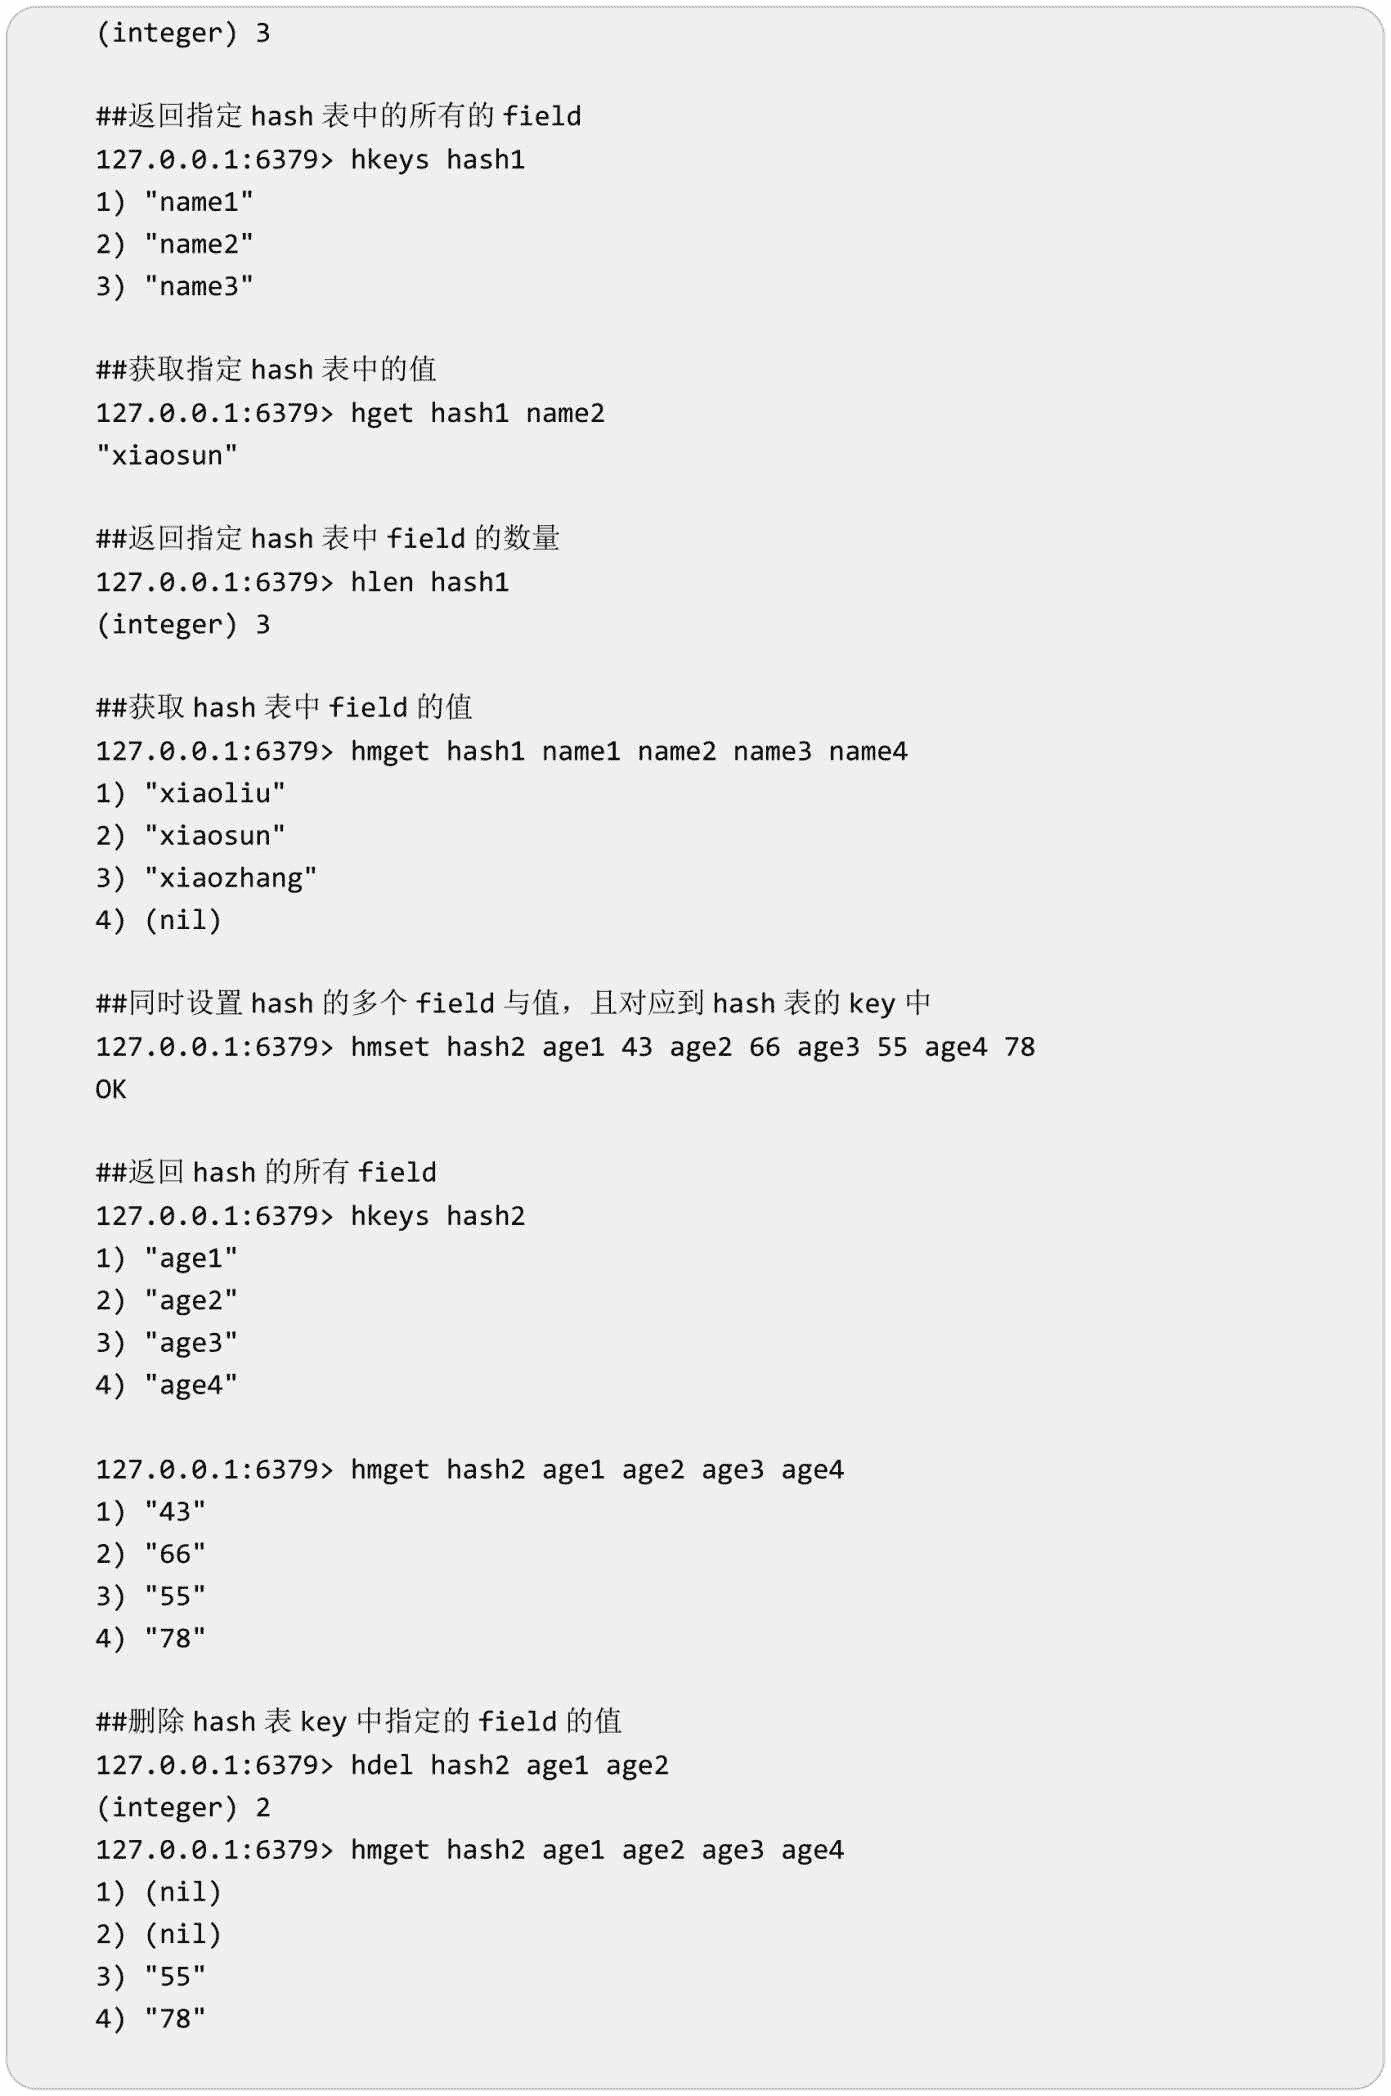 (integer) 3
##返回指定 hash 表中的所有的 field
127.0.0.1:6379> hkeys hash1
1) "name1"
2) "name2"
3) "name3"
##获取指定 hash 表中的值
127.0.0.1:6379> hget hash1 name2
"xiaosun"
##返回指定 hash 表中 field 的数量
127.0.0.1:6379> hlen hash1
(integer) 3
##获取 hash 表中 field 的值
127.0.0.1:6379> hmget hash1 name1 name2 name3 name4
1) "xiaoliu"
2) "xiaosun"
3) "xiaozhang"
4) (nil)
##同时设置 hash 的多个 field 与值，且对应到 hash 表的 key 中
127.0.0.1:6379> hmset hash2 age1 43 age2 66 age3 55 age4 78
OK
##返回 hash 的所有 field
127.0.0.1:6379> hkeys hash2
1) "age1"
2) "age2"
3) "age3"
4) "age4"
127.0.0.1:6379> hmget hash2 age1 age2 age3 age4
1) "43"
2) "66"
3) "55"
4) "78"
##删除 hash 表 key 中指定的 field 的值
127.0.0.1:6379> hdel hash2 age1 age2
(integer) 2
127.0.0.1:6379> hmget hash2 age1 age2 age3 age4
1) (nil)
2) (nil)
3) "55"
4) "78"